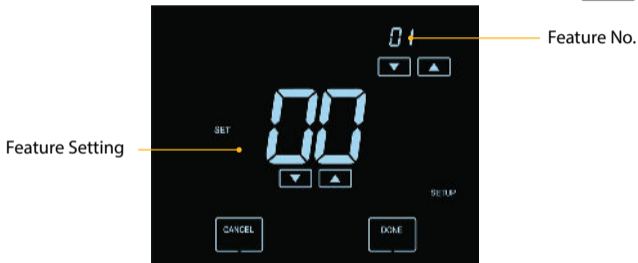 01
Feature No.
SET
00
Feature Setting
SETUP
CANCEL
DONE